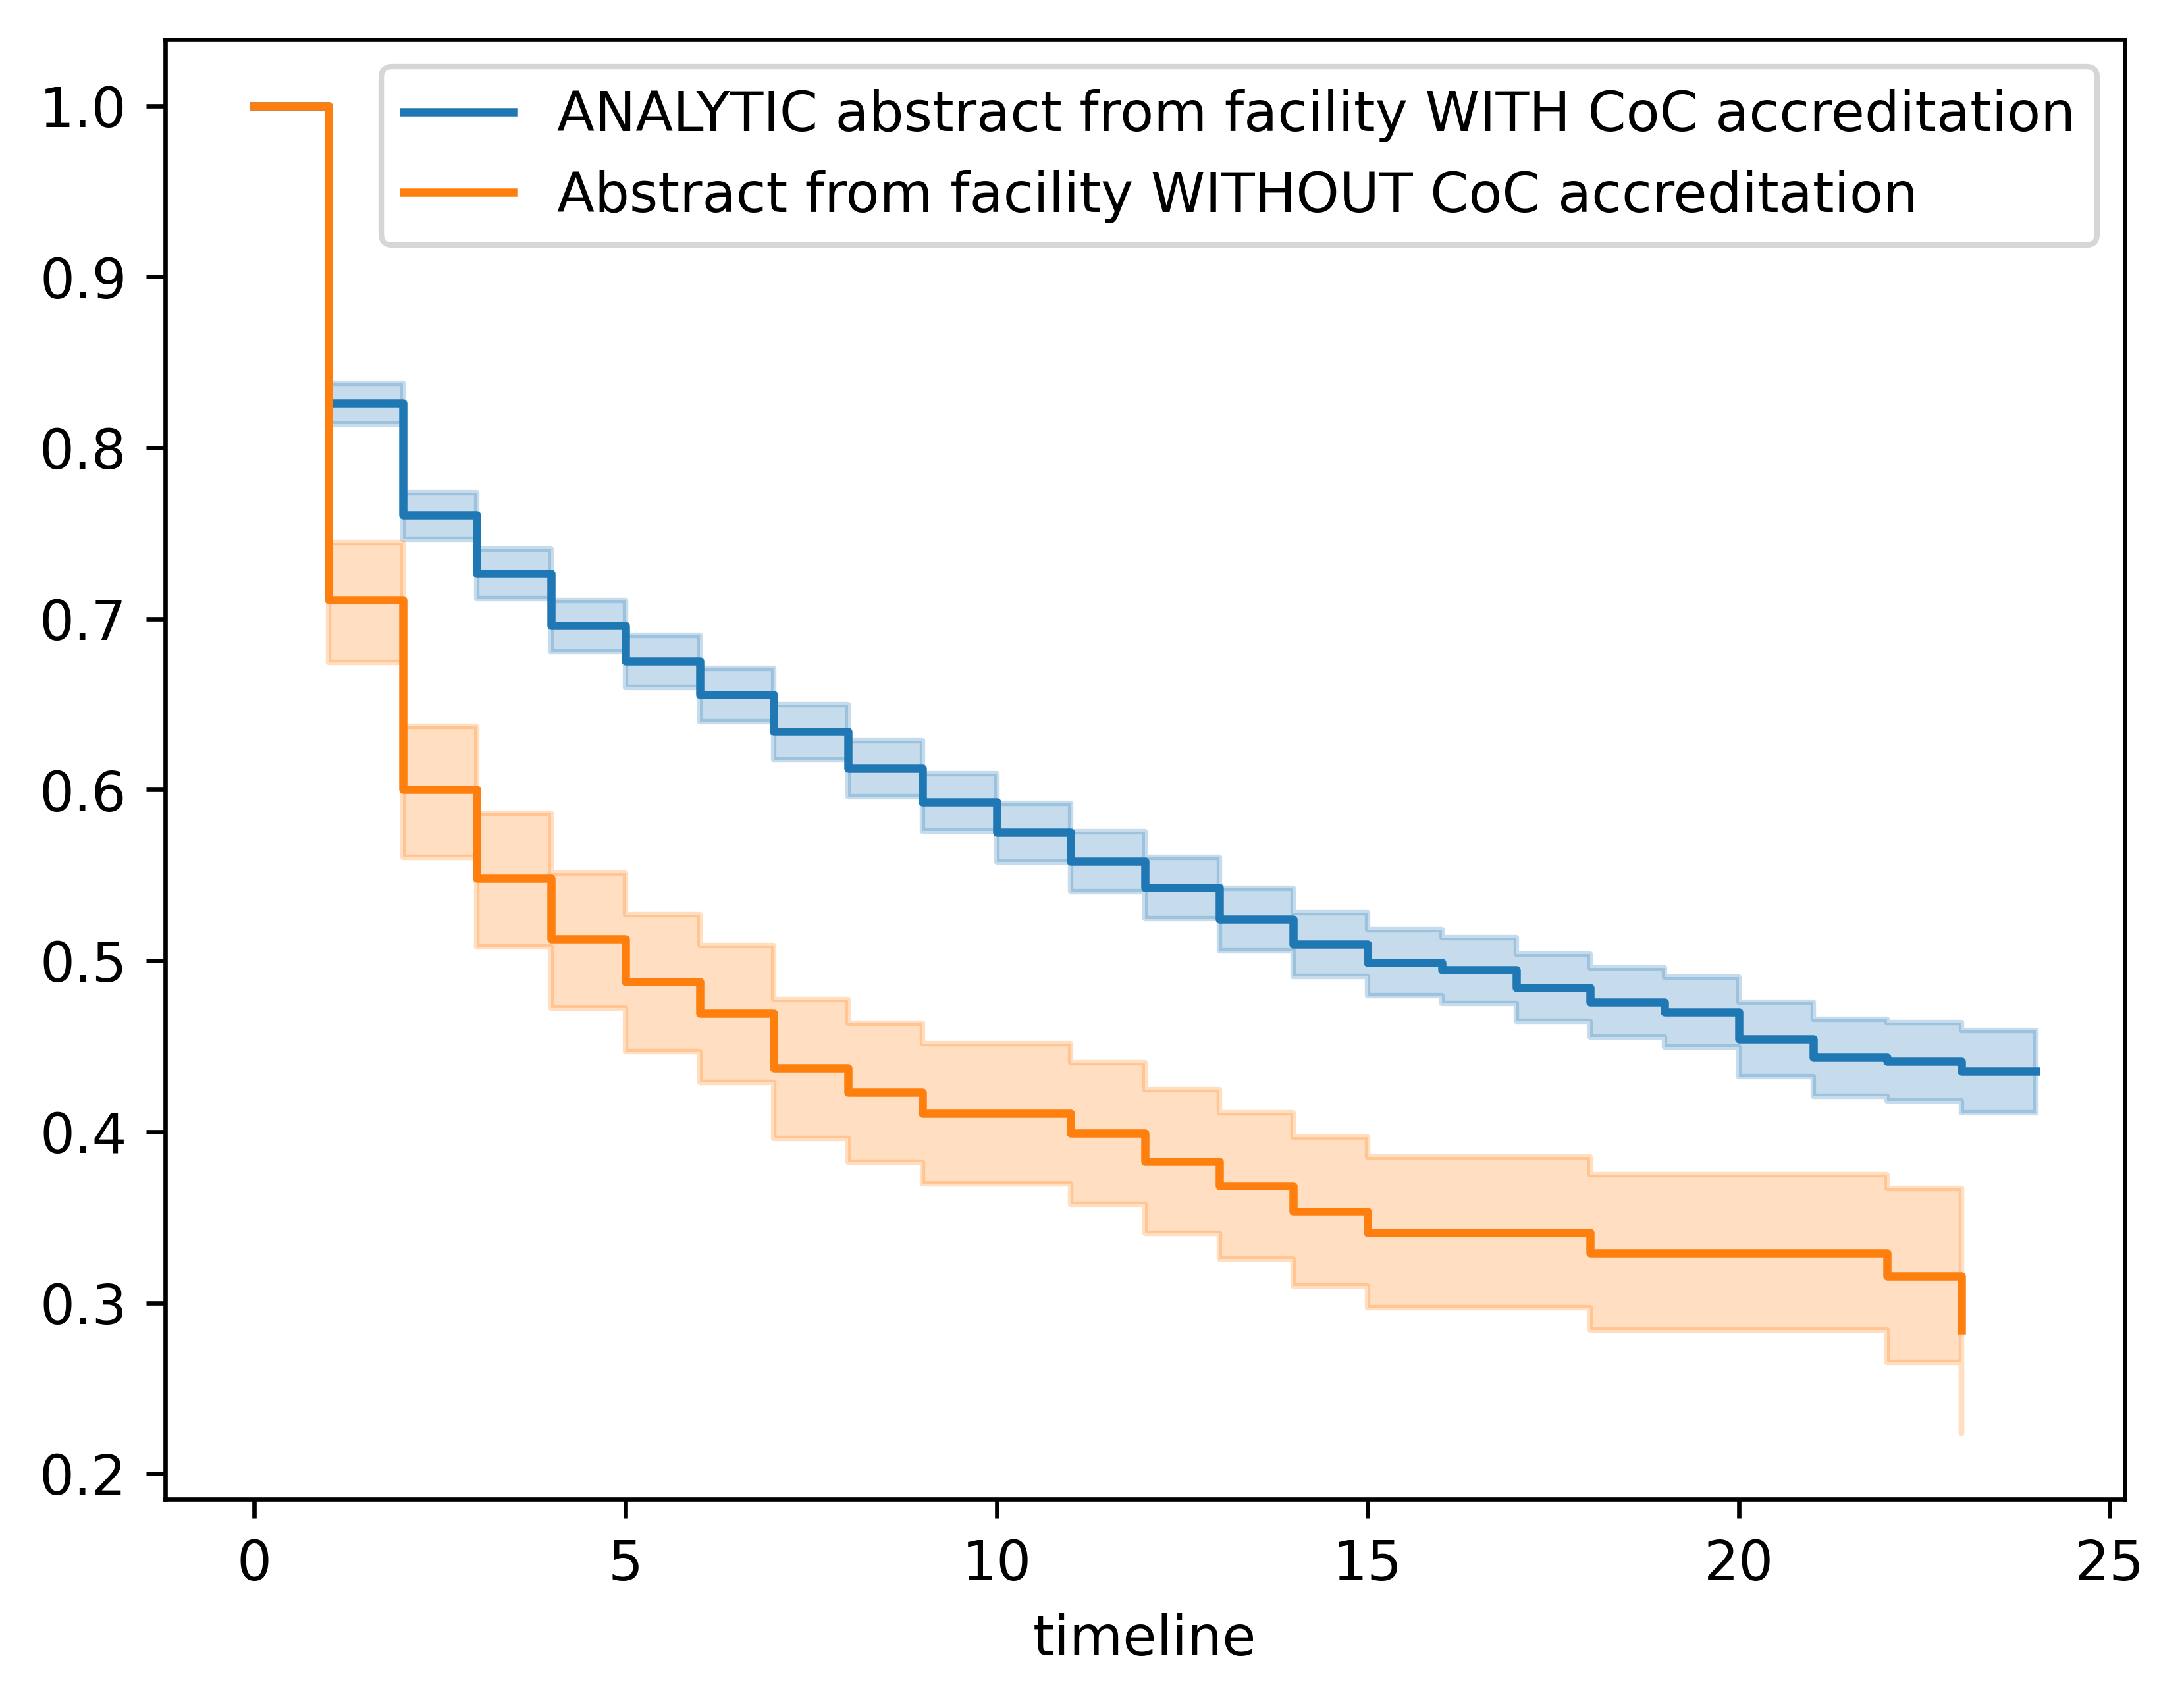 ANALYTIC abstract from facility WITH CoC accreditation
Abstract from facility WITHOUT CoC accreditation
1.0
0.9
0.8
0.7
0.6
0.5
0.4
0.3
0.2
0 5 10 15 20 25
timeline